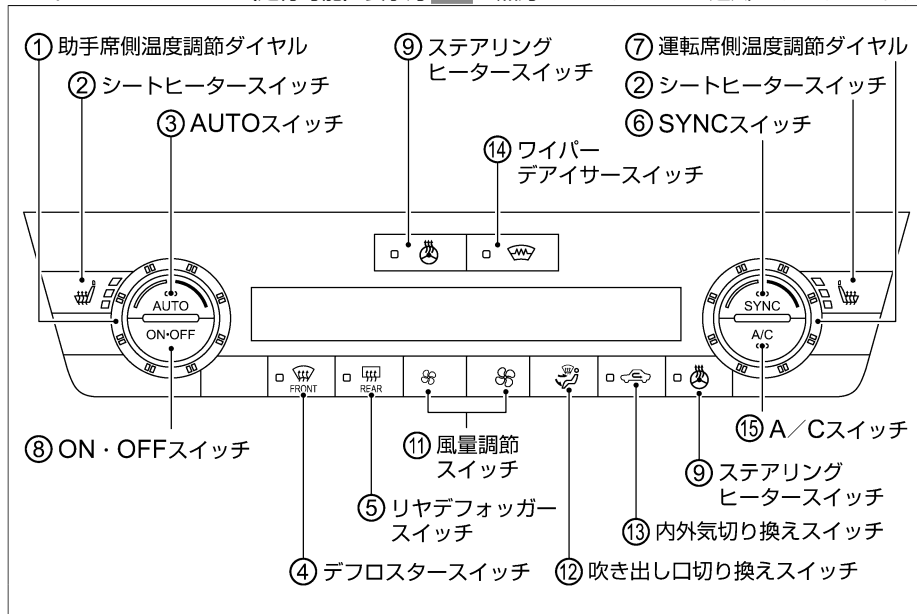 ① 助手席側温度調節ダイヤル
② シートヒータースイッチ
③ AUTOスイッチ
⑨ ステアリング
ヒータースイッチ
⑭ ワイパー
デアイサースイッチ
⑦ 運転席側温度調節ダイヤル
② シートヒータースイッチ
⑥ SYNCスイッチ
AUTO
ON•OFF
SYNC
A/C
FRONT
REAR
⑧ ON・OFFスイッチ
⑪ 風量調節
スイッチ
⑤ リヤデフォッガー
スイッチ
④ デフロスタースイッチ
⑮ A／Cスイッチ
⑨ ステアリング
ヒータースイッチ
⑬ 内外気切り換えスイッチ
⑫ 吹き出し口切り換えスイッチ